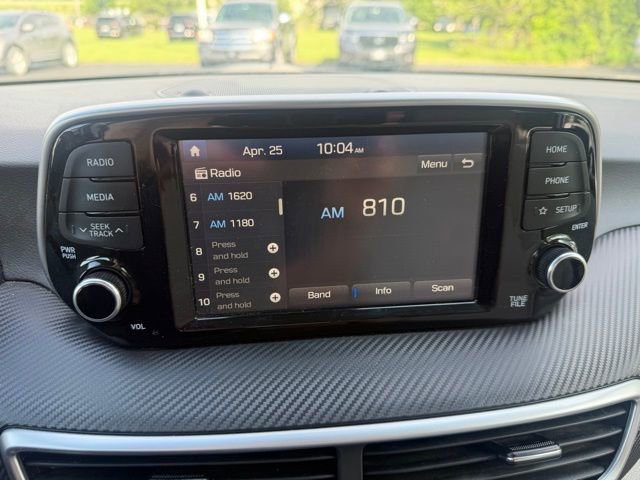 RADIO
MEDIA
SEEK
TRACK
PWR
PUSH
VOL
Apr. 25
10:04 AM
Radio
Menu
6 AM 1620
7 AM 1180
8 Press
and hold
9 Press
and hold
10 Press
and hold
AM 810
Band
Info
Scan
HOME
PHONE
SETUP
ENTER
TUNE
FILE